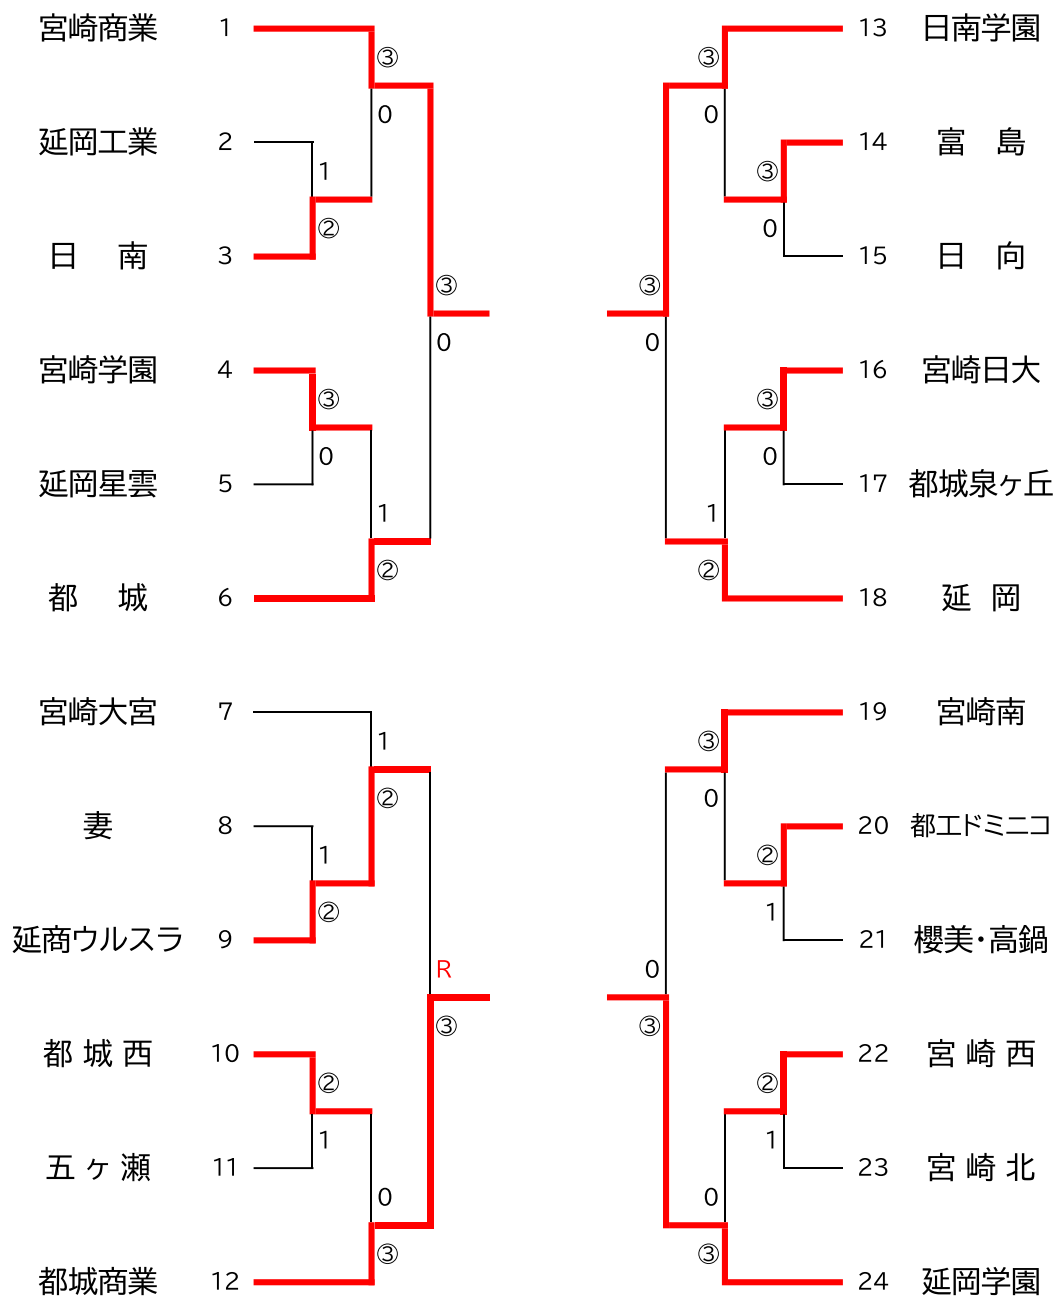 宮崎商業 1
③
0
延岡工業 2
1
②
日 南 3
③
0
宮崎学園 4
③
0
延岡星雲 5
1
②
都 城 6
宮崎大宮 7
1
②
妻 8
1
②
延商ウルスラ 9
R
③
都城西 10
②
1
五ヶ瀬 11
0
③
都城商業 12
13 日南学園
③
0
14 富 島
③
0
15 日 向
③
0
16 宮崎日大
③
0
17 都城泉ヶ丘
1
②
18 延 岡
19 宮崎南
③
0
20 都工ドミニコ
②
1
21 櫻美・高鍋
0
③
22 宮崎西
②
1
23 宮崎北
0
③
24 延岡学園